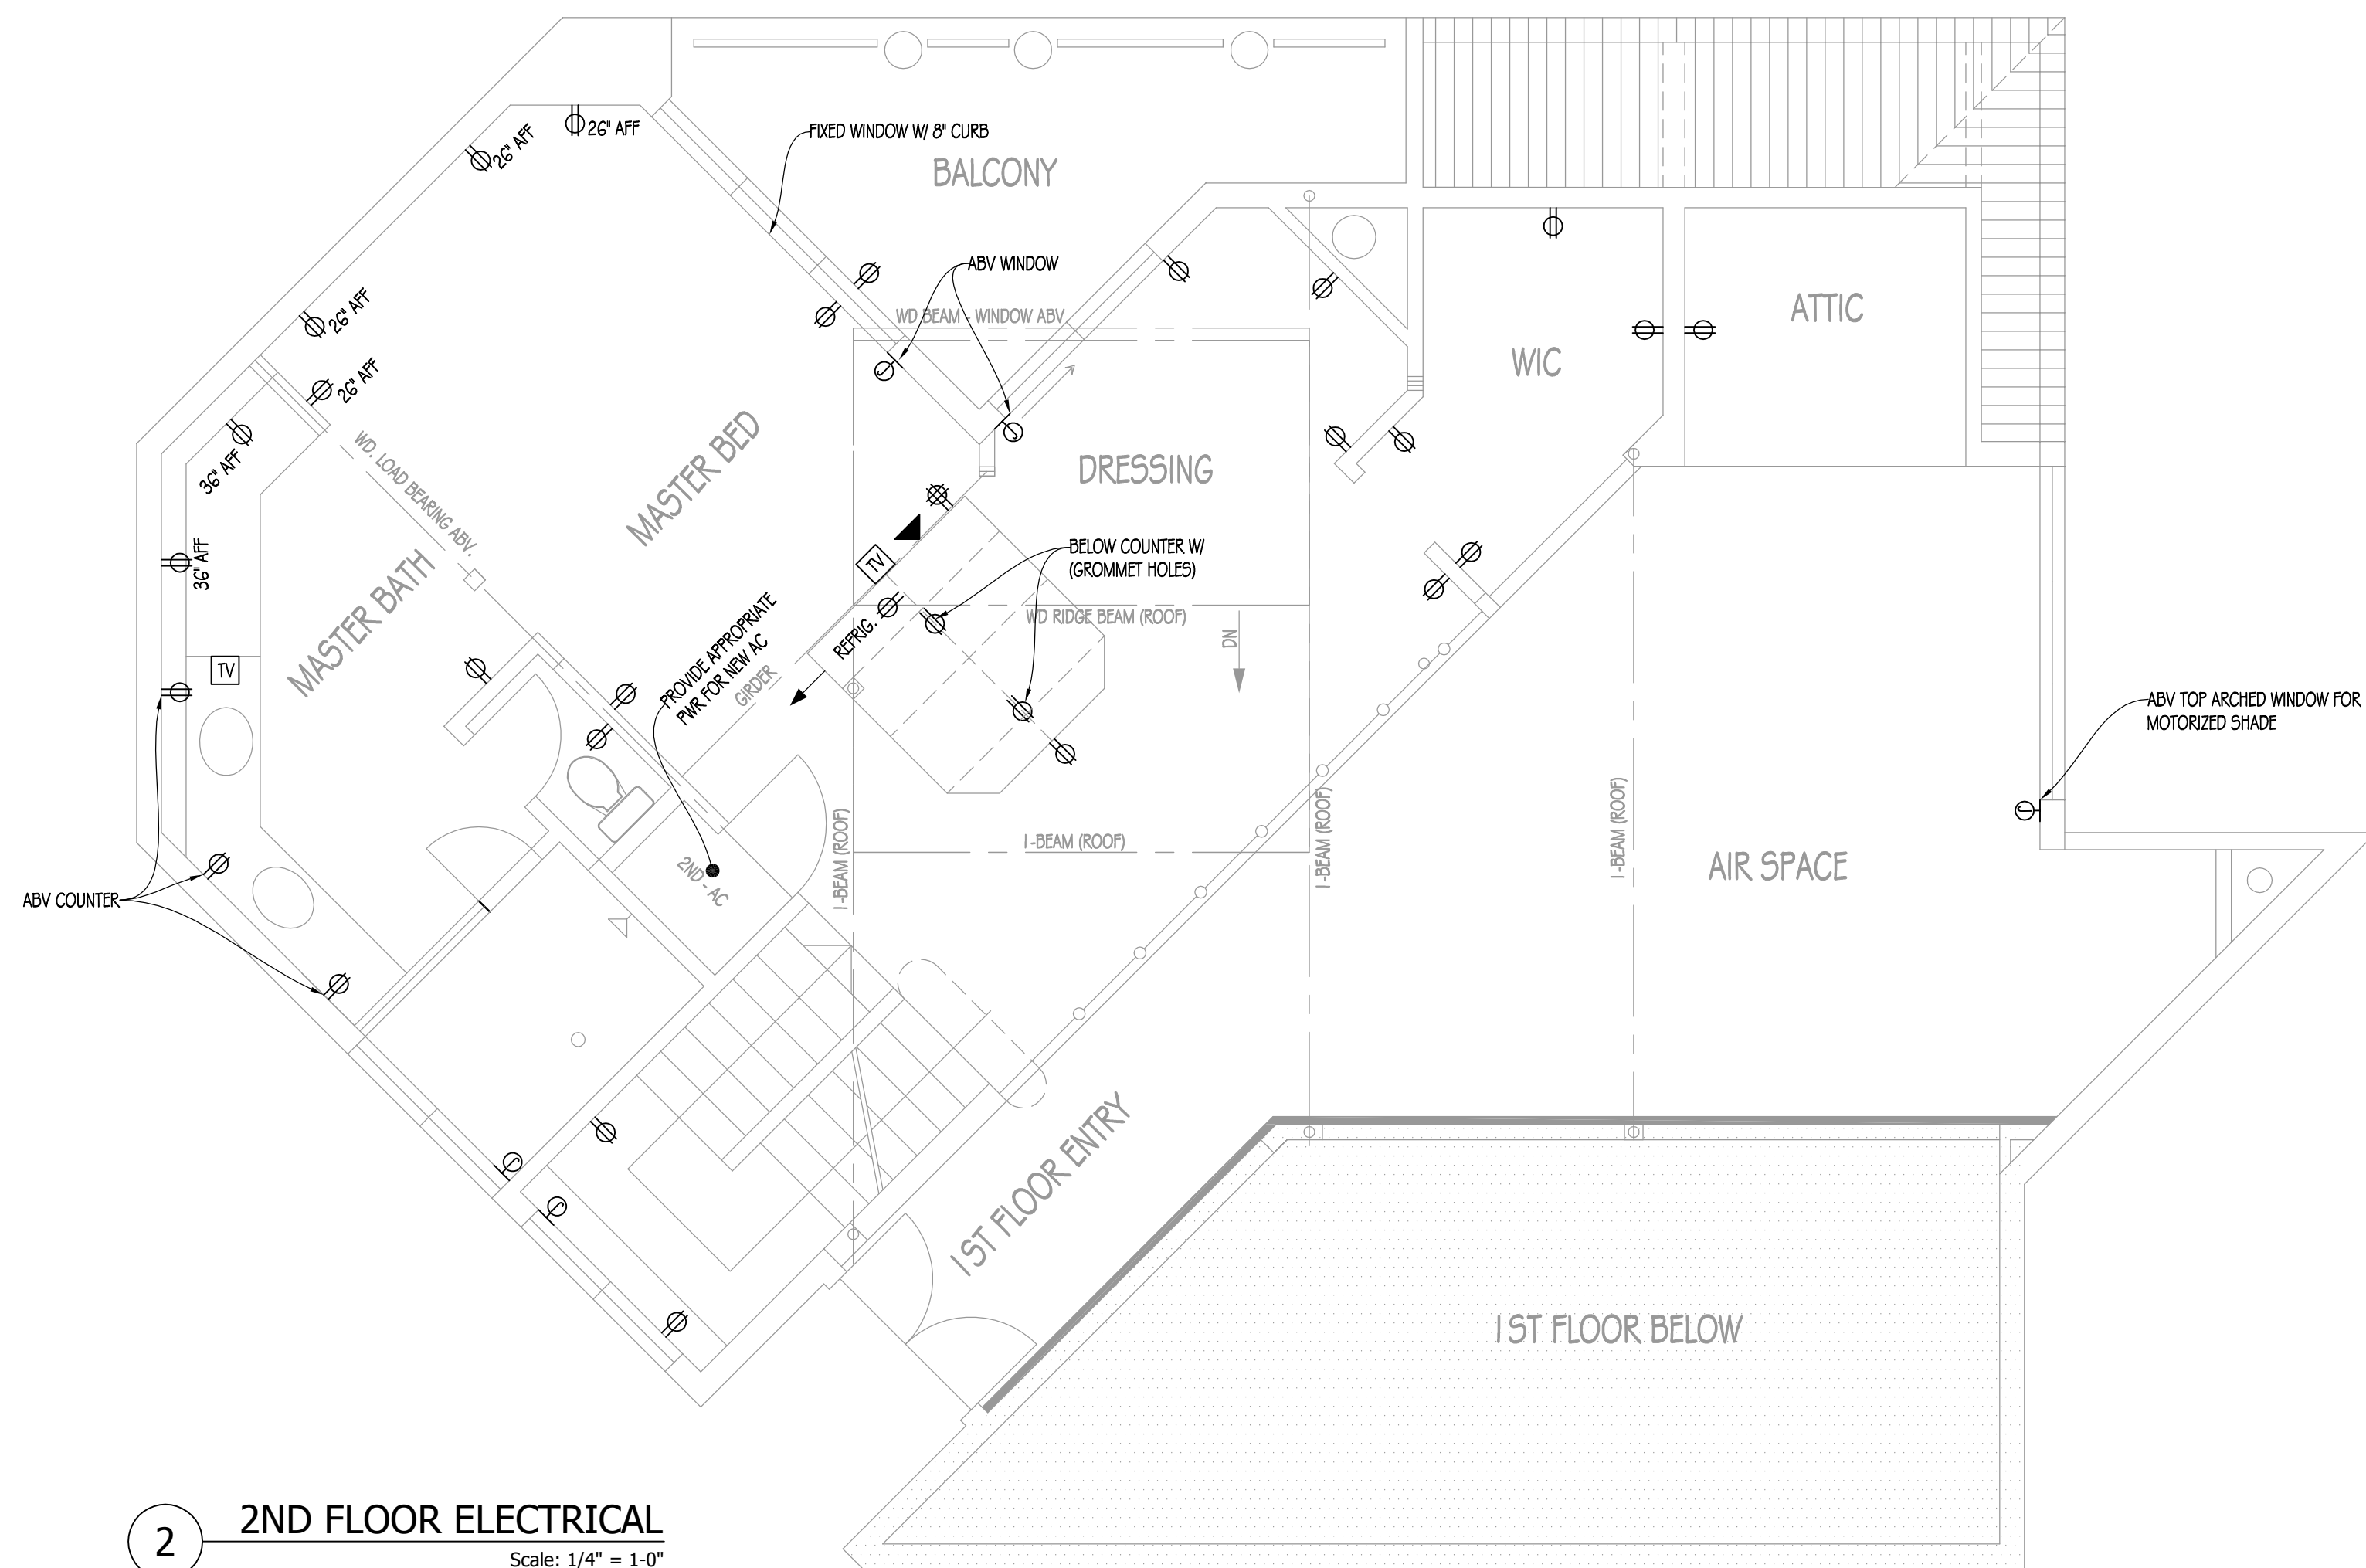 26" AFF
26" AFF
FIXED WINDOW W/ 8" CURB
BALCONY
ABV WINDOW
26" AFF
WD BEAM - WINDOW ABV.
ATTIC
WIC
26" AFF
36" AFF
WD. LOAD BEARING ABV.
MASTER BED
DRESSING
36" AFF
MASTER BATH
TV
BELOW COUNTER W/
(GROMMET HOLES)
REFRIG.
WD RIDGE BEAM (ROOF)
DN
PROVIDE APPROPRIATE
PWR FOR NEW AC
GIRDER
TV
ABV TOP ARCHED WINDOW FOR
MOTORIZED SHADE
I-BEAM (ROOF)
I-BEAM (ROOF)
I-BEAM (ROOF)
I-BEAM (ROOF)
AIR SPACE
2ND - AC
ABV COUNTER
J
J
J
J
J
1ST FLOOR ENTRY
1ST FLOOR BELOW
2
2ND FLOOR ELECTRICAL
Scale: 1/4" = 1-0"